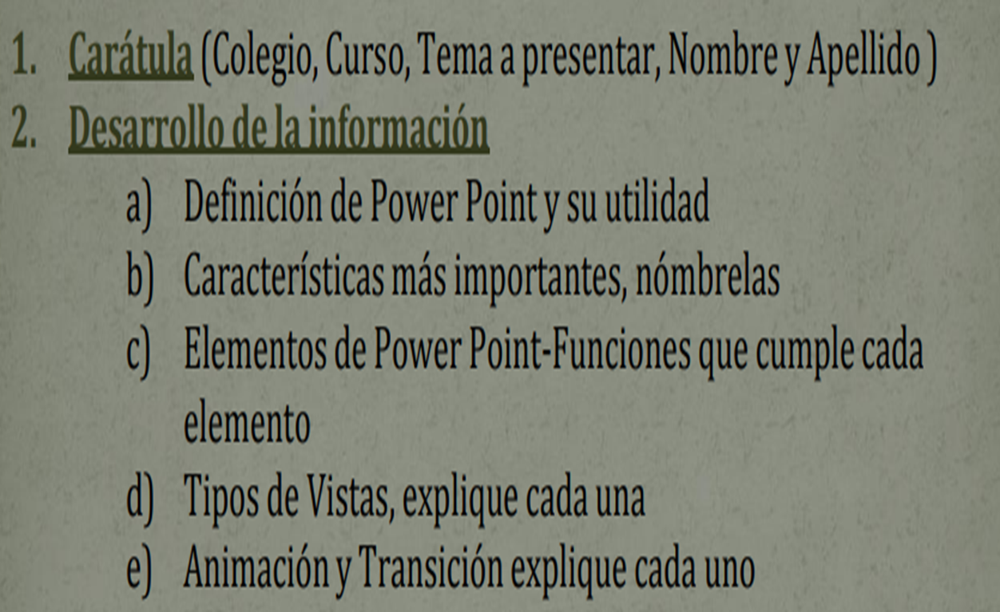 1. Carátula (Colegio, Curso, Tema a presentar, Nombre y Apellido )
2. Desarrollo de la información
a) Definición de Power Point y su utilidad
b) Características más importantes, nómbrelas
c) Elementos de Power Point-Funciones que cumple cada
elemento
d) Tipos de Vistas, explique cada una
e) Animación y Transición explique cada uno